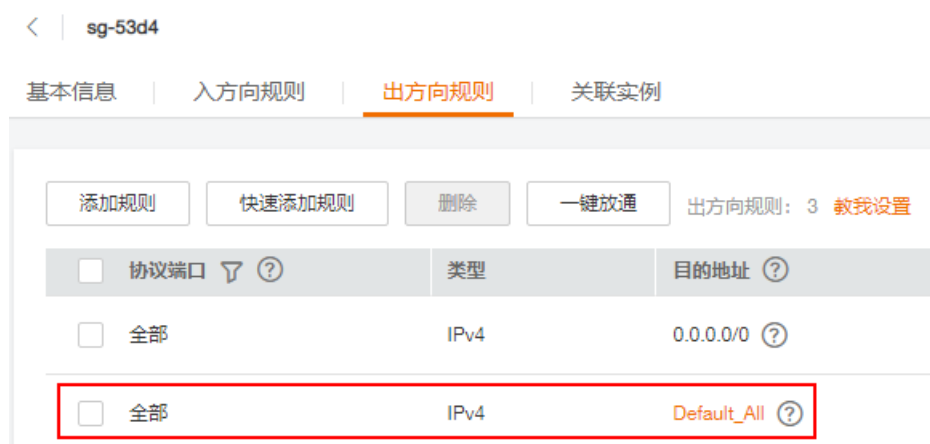 sg-53d4
基本信息 入方向规则 出方向规则 关联实例
添加规则 快速添加规则 删除 一键放通 出方向规则： 3 教我设置
协议端口 类型 目的地址
全部 IPv4 0.0.0.0/0
全部 IPv4 Default_All